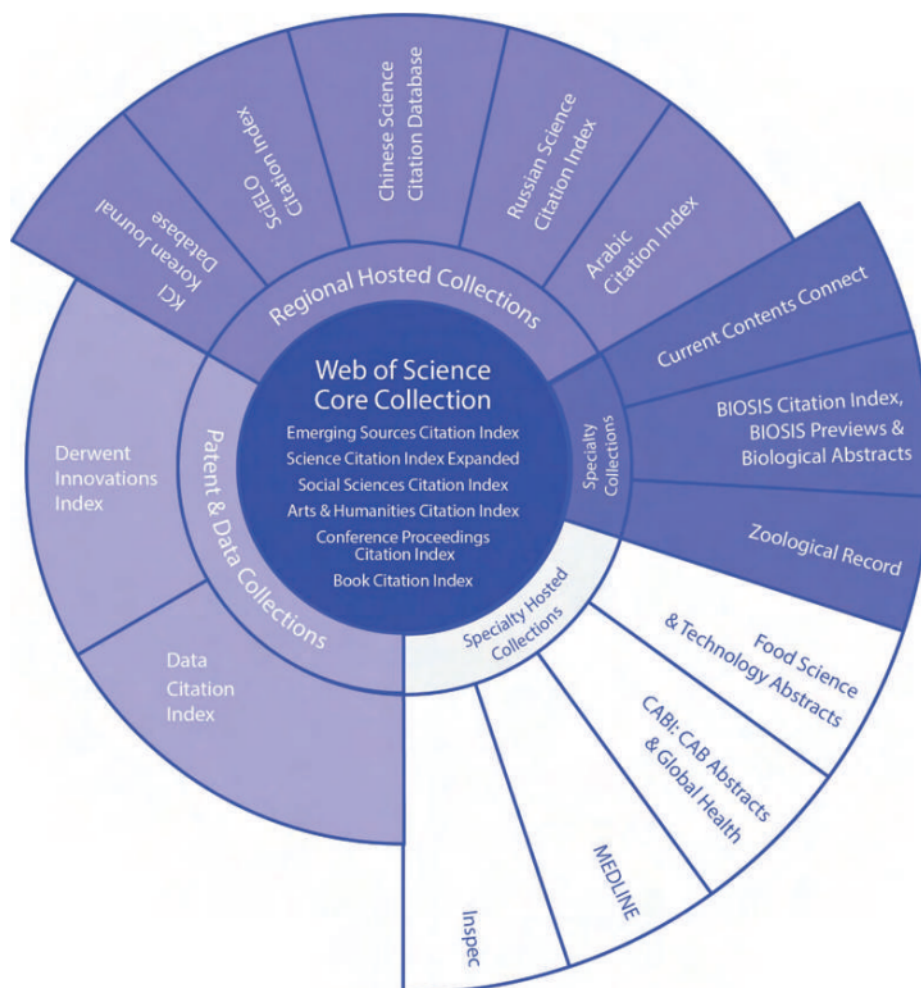 Web of Science
Core Collection
Emerging Sources Citation Index
Science Citation Index Expanded
Social Sciences Citation Index
Arts & Humanities Citation Index
Conference Proceedings
Citation Index
Book Citation Index
Regional Hosted Collections
KCI
Korean Journal
Database
SciELO
Citation Index
Chinese Science
Citation Database
Russian Science
Citation Index
Arabic
Citation Index
Specialty
Collections
Current Contents Connect
BIOSIS Citation Index,
BIOSIS Previews &
Biological Abstracts
Zoological Record
Specialty Hosted
Collections
Food Science
& Technology Abstracts
CABI: CAB Abstracts
& Global Health
MEDLINE
Inspec
Patent & Data Collections
Data
Citation
Index
Derwent
Innovations
Index